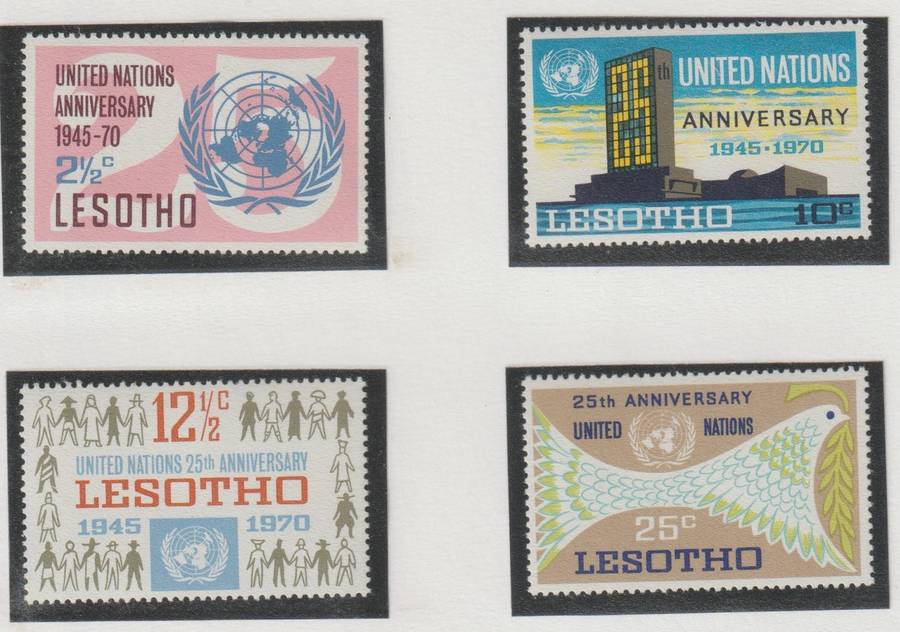 UNITED NATIONS
ANNIVERSARY
1945-70
2½c
LESOTHO
25
th UNITED NATIONS
ANNIVERSARY
1945·1970
LESOTHO 10c
12½c
UNITED NATIONS 25th ANNIVERSARY
LESOTHO
1945 1970
25th ANNIVERSARY
UNITED NATIONS
25c
LESOTHO